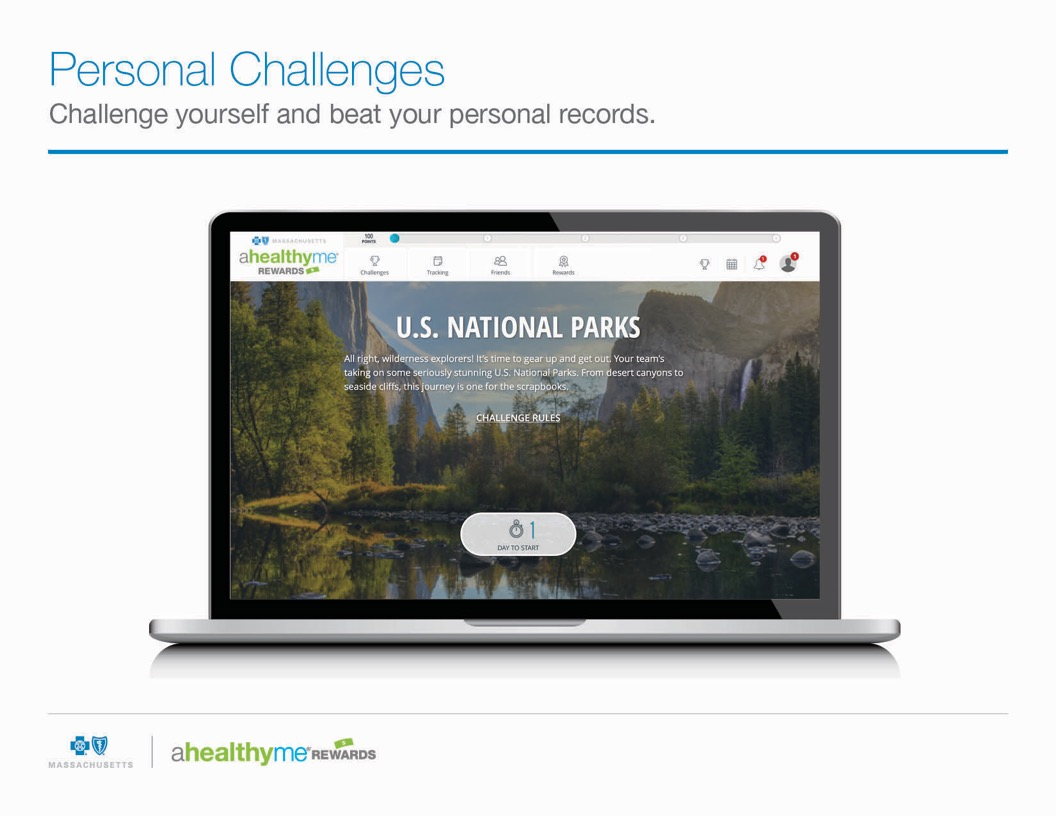 Personal Challenges
Challenge yourself and beat your personal records.
MASSACHUSETTS
ahealthyme®
REWARDS
100
POINTS
Challenges
Tracking
Friends
Rewards
1
1
U.S. NATIONAL PARKS
All right, wilderness explorers! It's time to gear up and get out. Your team's
taking on some seriously stunning U.S. National Parks. From desert canyons to
seaside cliffs, this journey is one for the scrapbooks.
CHALLENGE RULES
1
DAY TO START
MASSACHUSETTS
ahealthyme® REWARDS